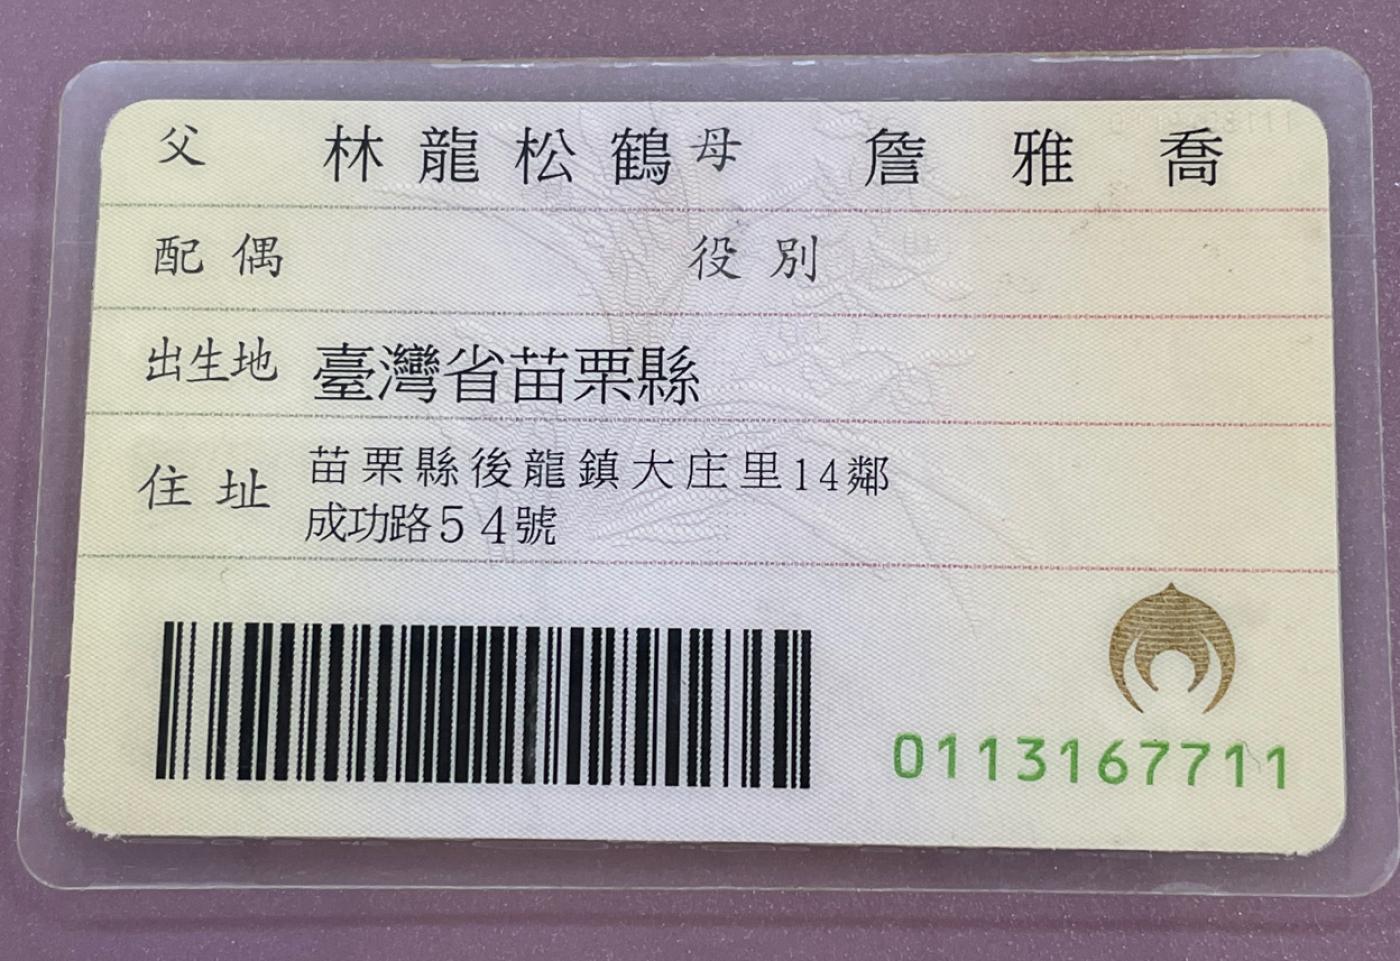 父 林龍松鶴 母 詹雅喬
配偶 役別
出生地 臺灣省苗栗縣
住址 苗栗縣後龍鎮大庄里14鄰
成功路54號
0113167711